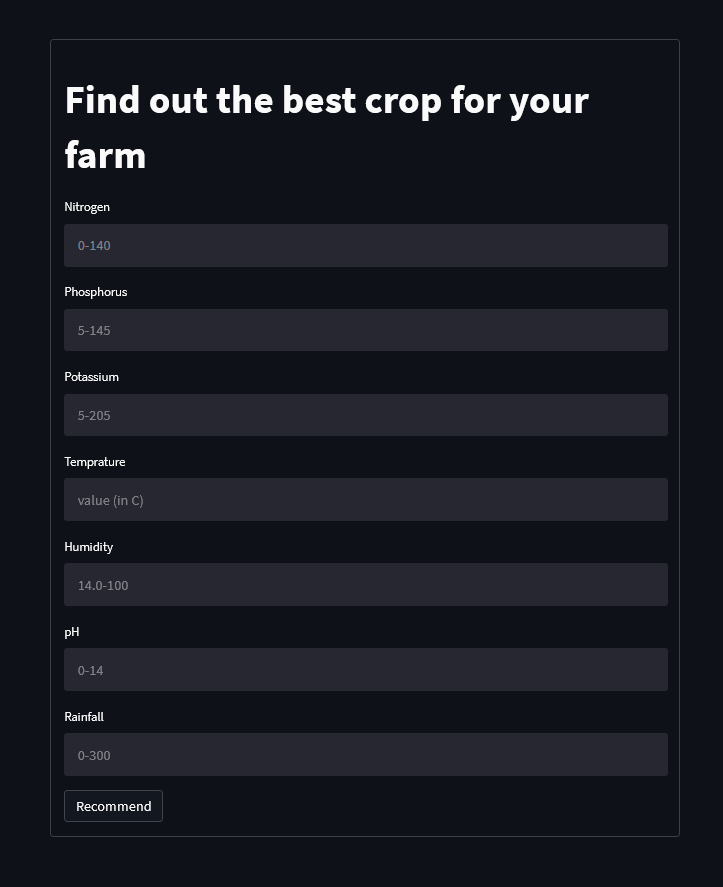 Find out the best crop for your
farm
Nitrogen
0-140
Phosphorus
5-145
Potassium
5-205
Temprature
value (in C)
Humidity
14.0-100
pH
0-14
Rainfall
0-300
Recommend